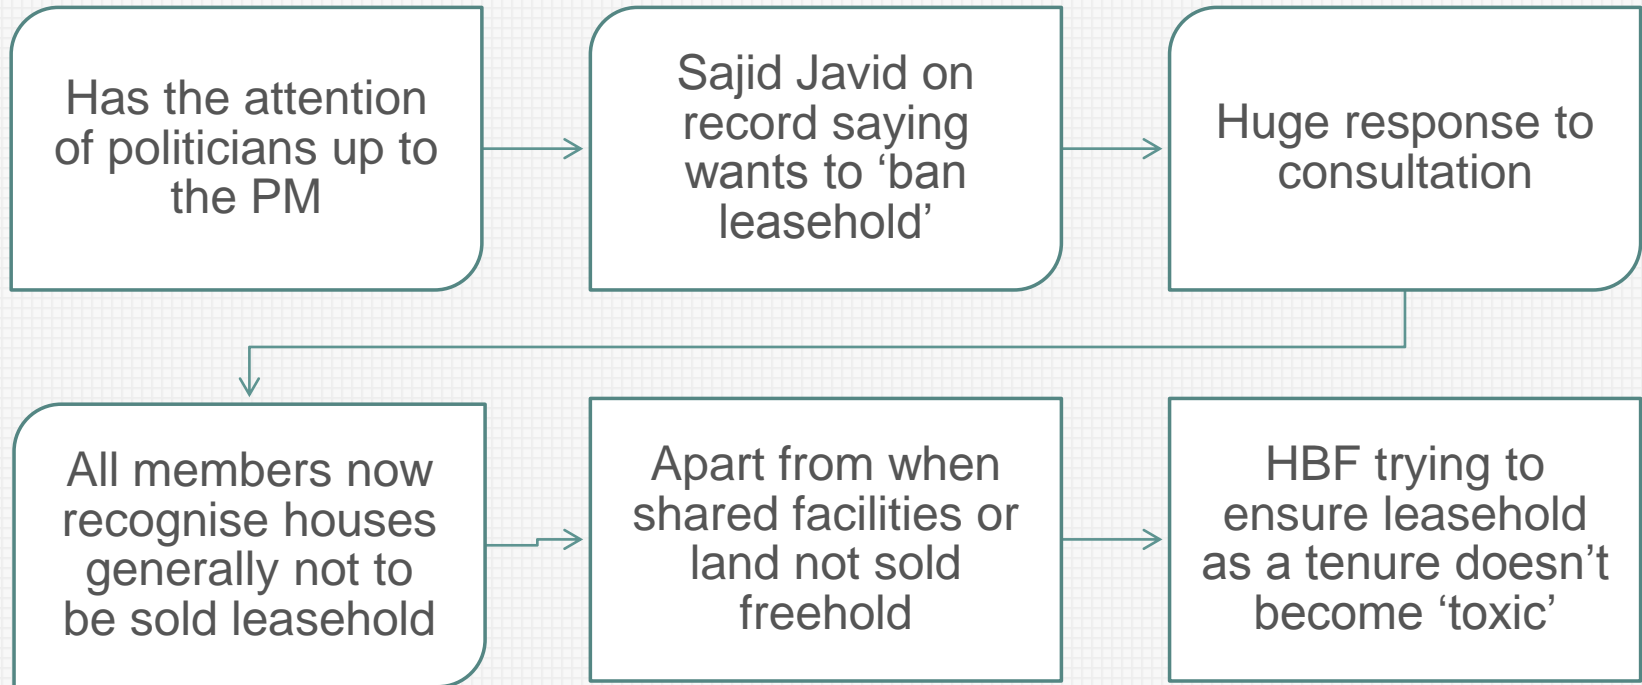 Has the attention
of politicians up to
the PM
Sajid Javid on
record saying
wants to ‘ban
leasehold’
Huge response to
consultation
All members now
recognise houses
generally not to
be sold leasehold
Apart from when
shared facilities or
land not sold
freehold
HBF trying to
ensure leasehold
as a tenure doesn’t
become ‘toxic’